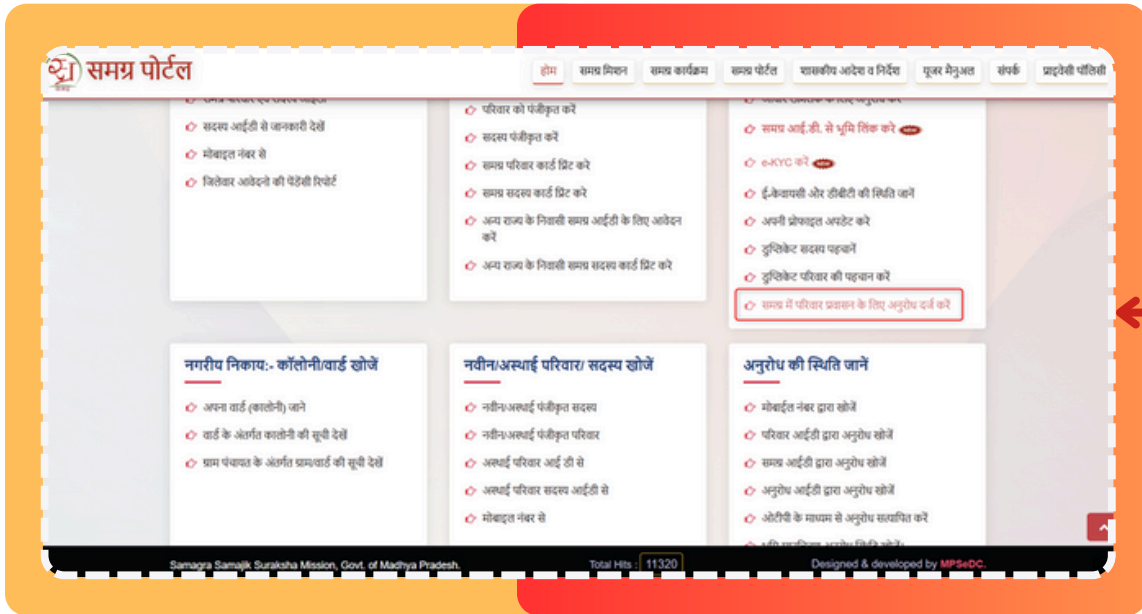 समग्र पोर्टल
होम समग्र मिशन समग्र कार्यक्रम समग्र पोर्टल शासकीय आदेश व निर्देश यूजर मैनुअल संपर्क प्राइवेसी पॉलिसी
सदस्य आईडी से जानकारी देखें
मोबाइल नंबर से
जिलेवार आवेदनो की पेंडेंसी रिपोर्ट
परिवार को पंजीकृत करें
सदस्य पंजीकृत करें
समग्र परिवार कार्ड प्रिंट करे
समग्र सदस्य कार्ड प्रिंट करे
अन्य राज्य के निवासी समग्र आईडी के लिए आवेदन
करें
अन्य राज्य के निवासी समग्र सदस्य कार्ड प्रिंट करे
समग्र आई.डी. से भूमि लिंक करे NEW
e-KYC करें NEW
ई-केवायसी और डीबीटी की स्थिति जानें
अपनी प्रोफाइल अपडेट करे
डुप्लिकेट सदस्य पहचानें
डुप्लिकेट परिवार की पहचान करें
समग्र में परिवार प्रवासन के लिए अनुरोध दर्ज करें
नगरीय निकाय:- कॉलोनी/वार्ड खोजें
अपना वार्ड (कालोनी) जाने
वार्ड के अंतर्गत कालोनी की सूची देखें
ग्राम पंचायत के अंतर्गत ग्राम/वार्ड की सूची देखें
नवीन/अस्थाई परिवार/ सदस्य खोजें
नवीन/अस्थाई पंजीकृत सदस्य
नवीन/अस्थाई पंजीकृत परिवार
अस्थाई परिवार आई डी से
अस्थाई परिवार सदस्य आईडी से
मोबाइल नंबर से
अनुरोध की स्थिति जानें
मोबाईल नंबर द्वारा खोजें
परिवार आईडी द्वारा अनुरोध खोजें
समग्र आईडी द्वारा अनुरोध खोजें
अनुरोध आईडी द्वारा अनुरोध खोजें
ओटीपी के माध्यम से अनुरोध सत्यापित करें
Samagra Samajik Suraksha Mission, Govt. of Madhya Pradesh.
Total Hits : 11320
Designed & developed by MPSeDC.